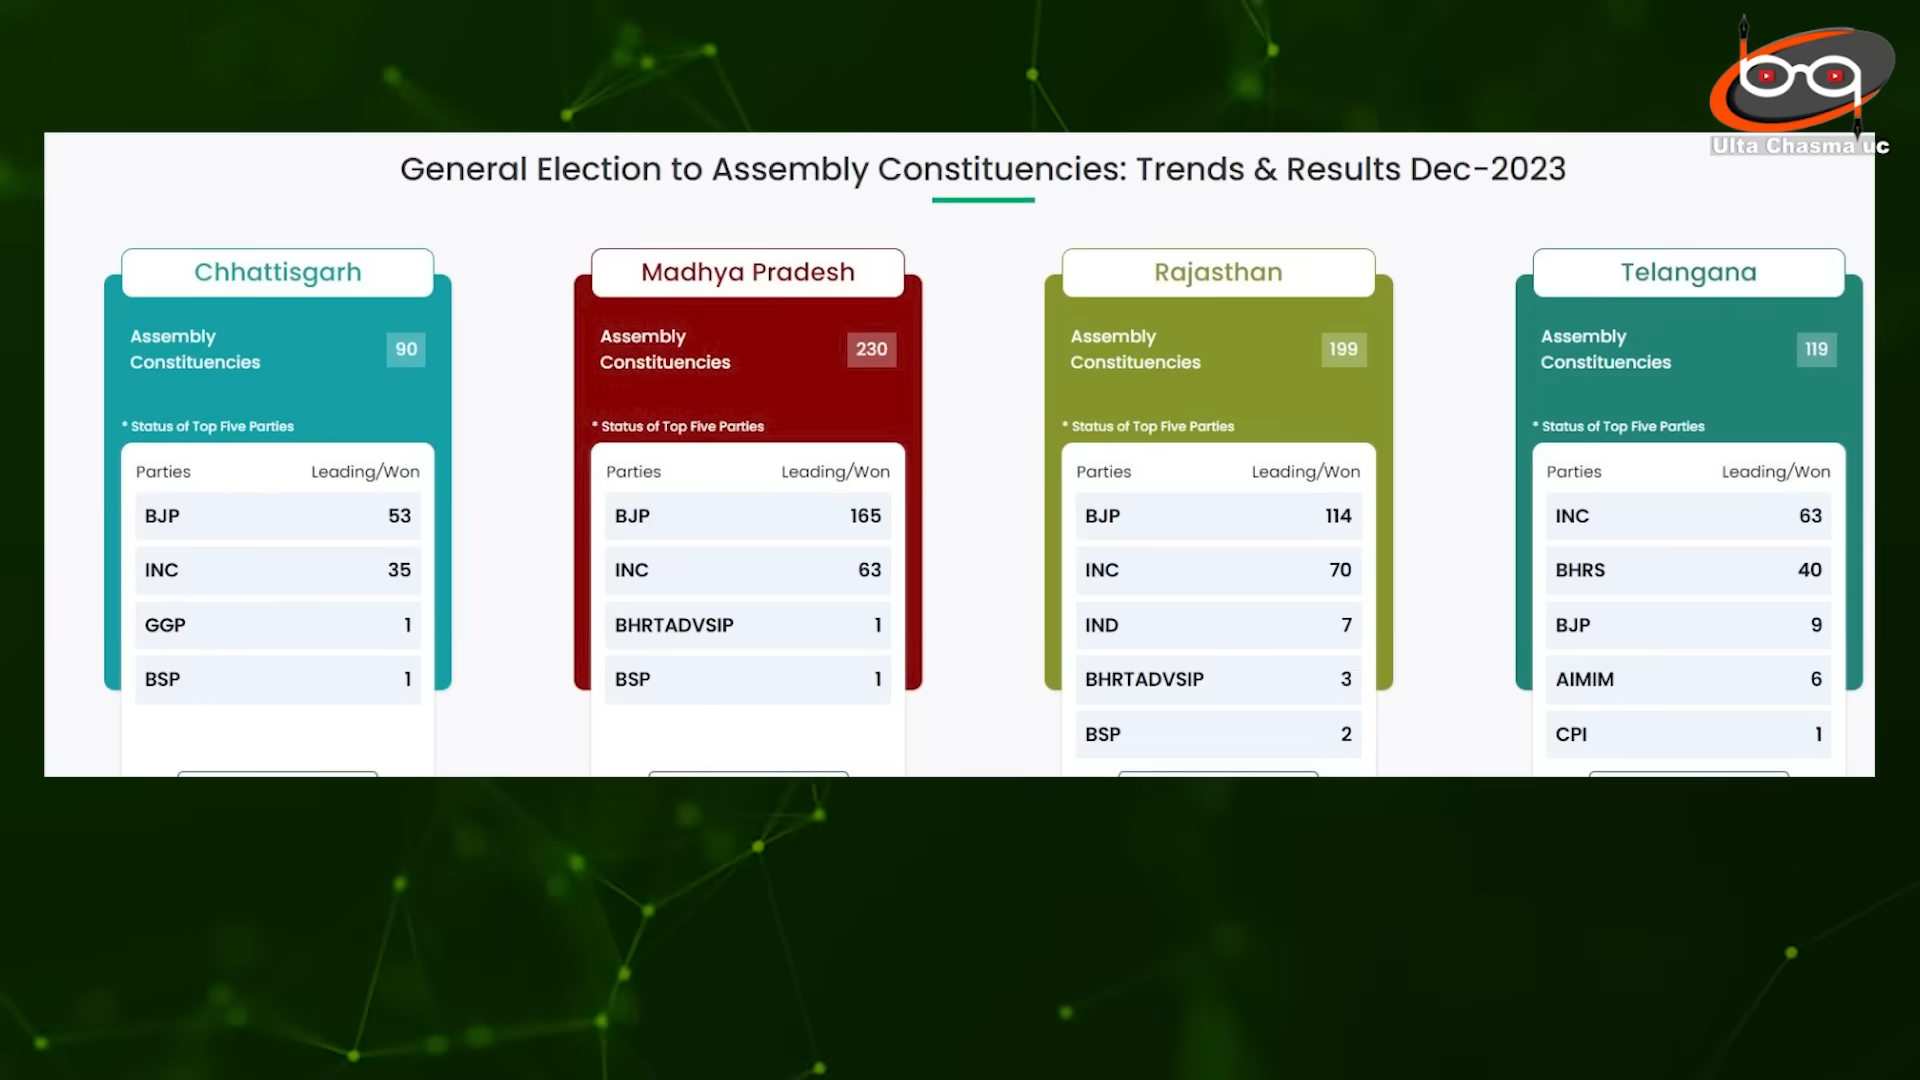 bq
Ulta Chasma uc
General Election to Assembly Constituencies: Trends & Results Dec-2023
Chhattisgarh
Assembly
Constituencies
90
* Status of Top Five Parties
Parties Leading/Won
BJP 53
INC 35
GGP 1
BSP 1
Madhya Pradesh
Assembly
Constituencies
230
* Status of Top Five Parties
Parties Leading/Won
BJP 165
INC 63
BHRTADVSIP 1
BSP 1
Rajasthan
Assembly
Constituencies
199
* Status of Top Five Parties
Parties Leading/Won
BJP 114
INC 70
IND 7
BHRTADVSIP 3
BSP 2
Telangana
Assembly
Constituencies
119
* Status of Top Five Parties
Parties Leading/Won
INC 63
BHRS 40
BJP 9
AIMIM 6
CPI 1